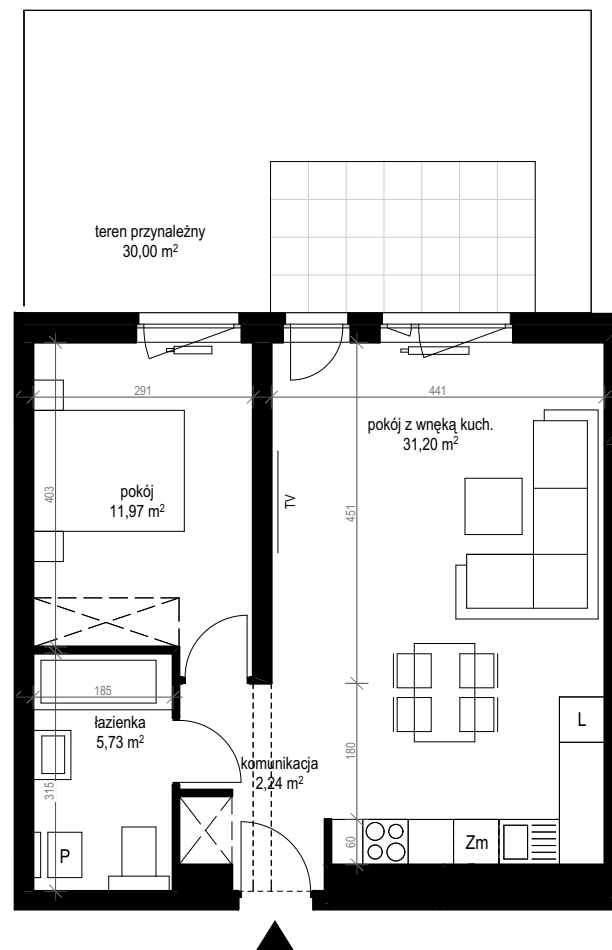 teren przynależny
30,00 m²
291
441
pokój z wnęką kuch.
31,20 m²
403
pokój
11,97 m²
TV
451
185
łazienka
5,73 m²
L
komunikacja
2,24 m²
180
315
P
60
Zm